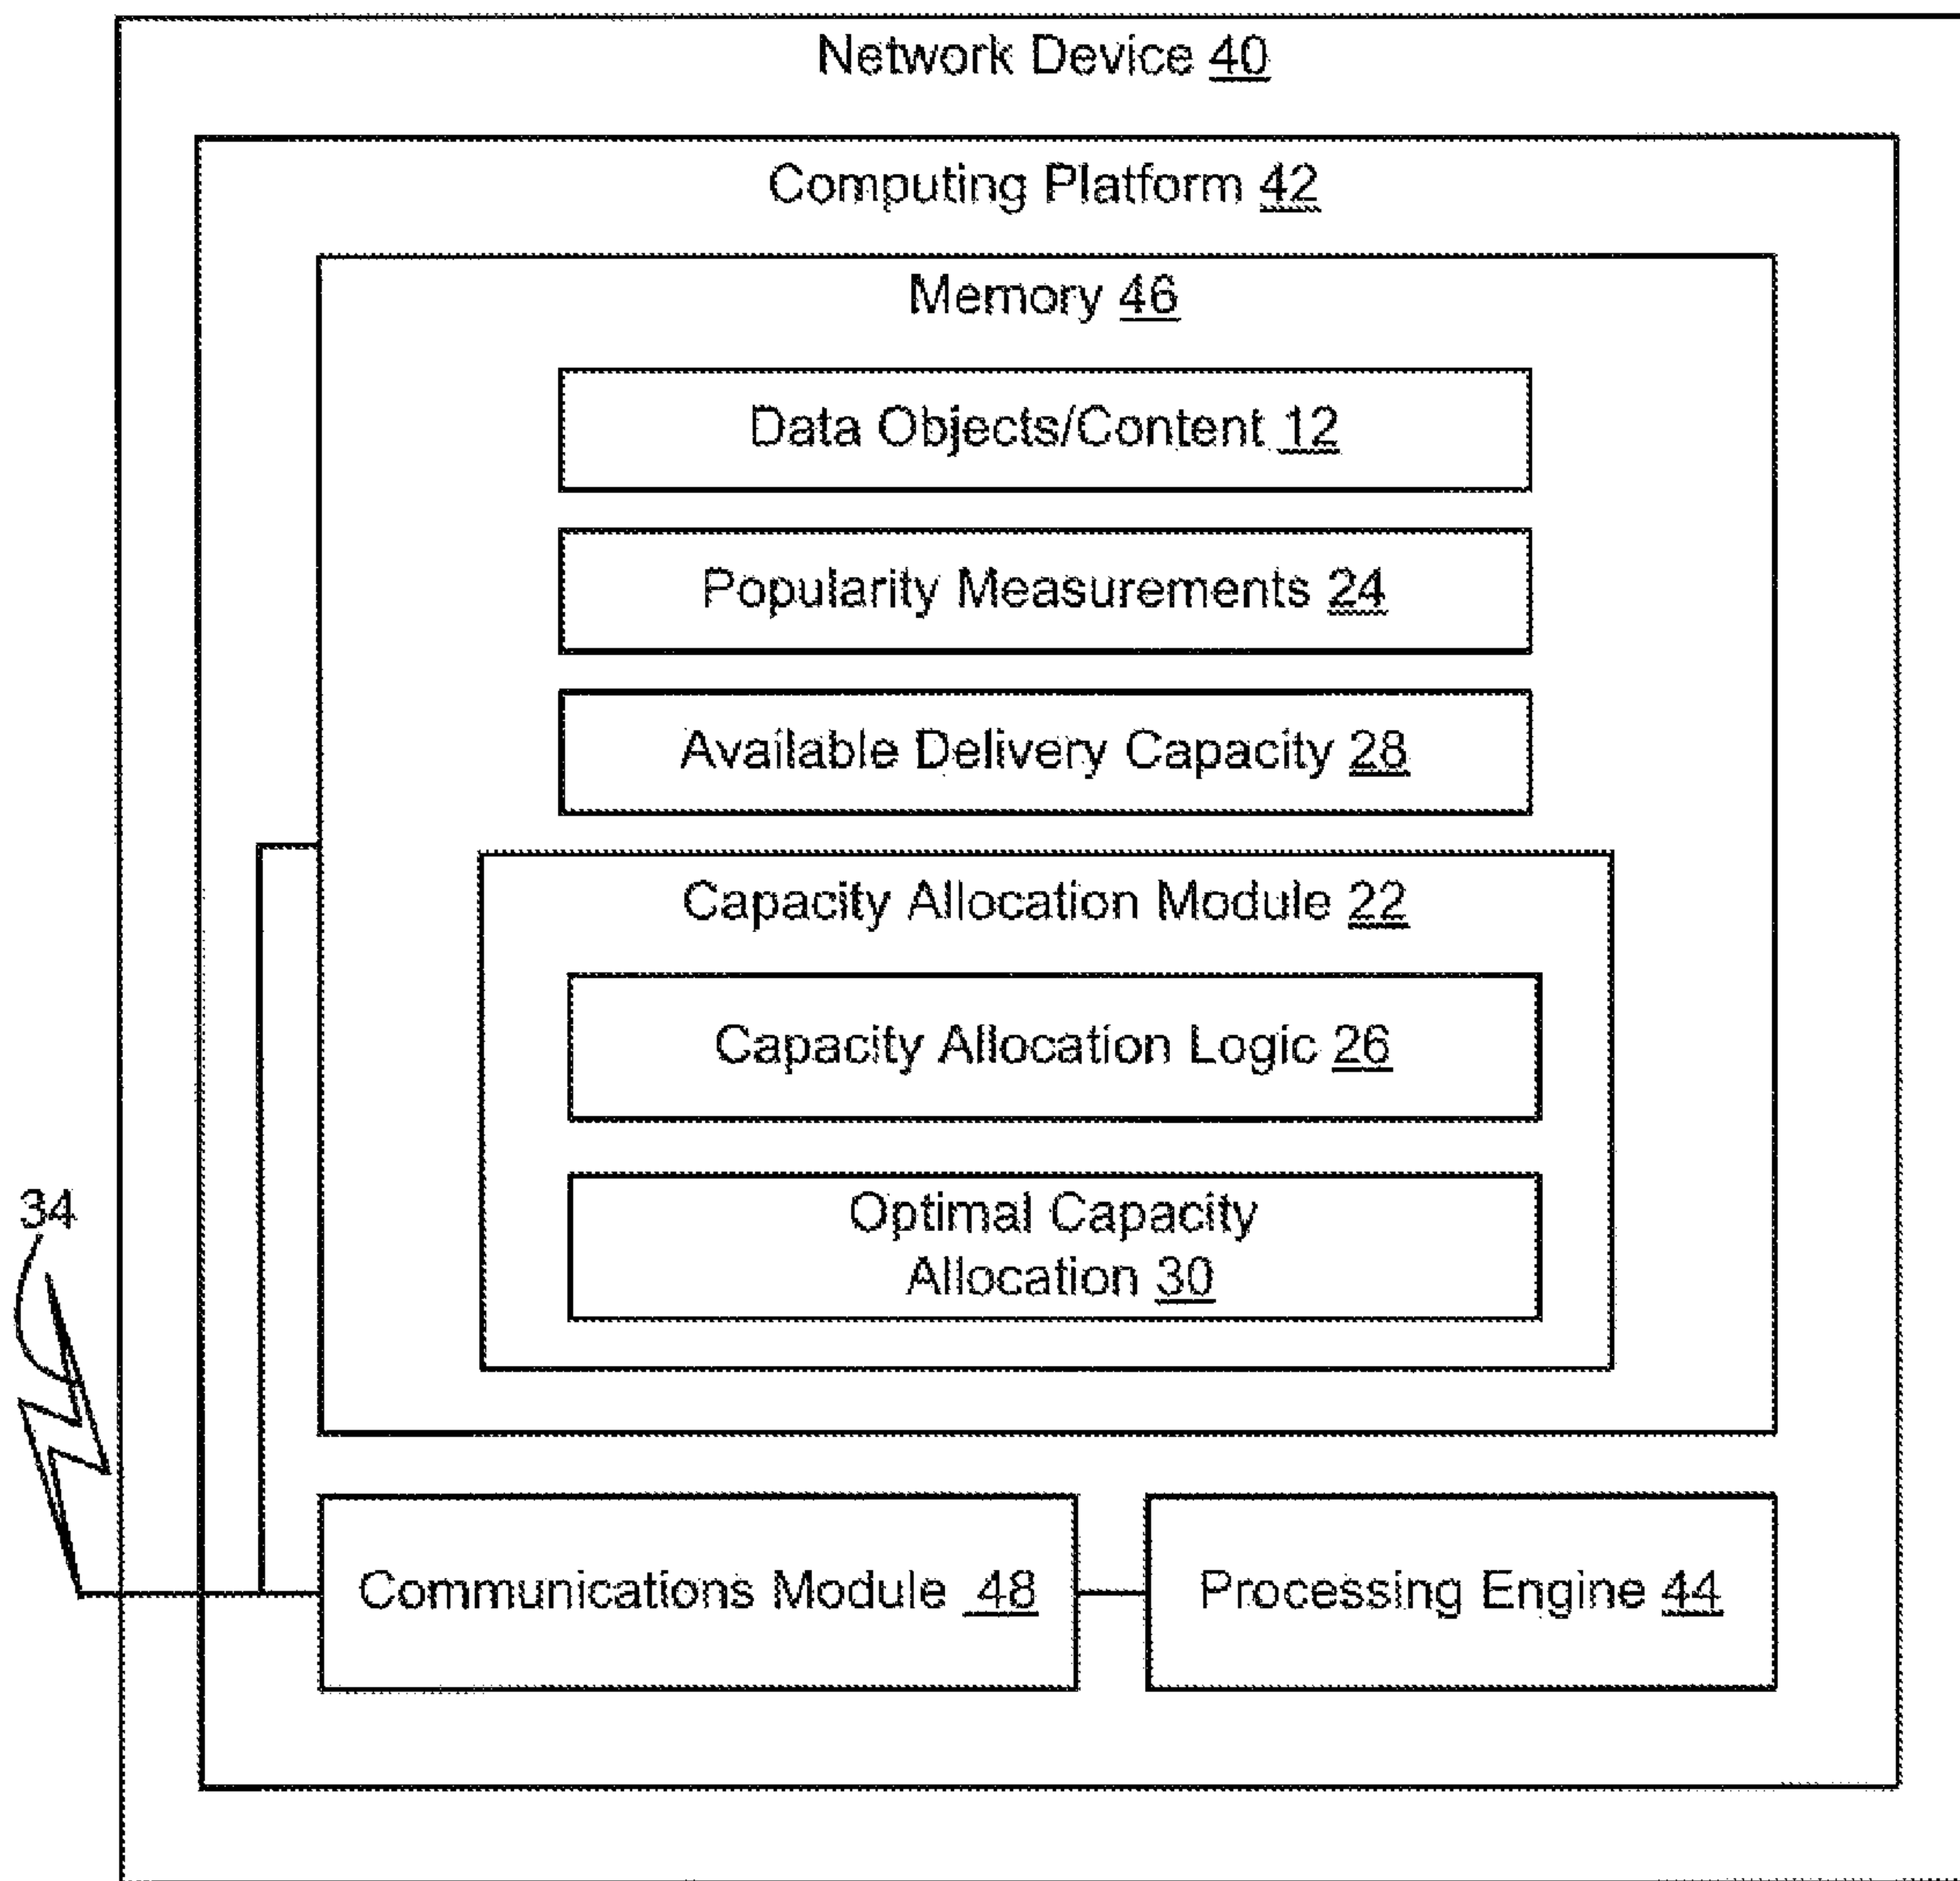 Network Device 40
Computing Platform 42
Memory 46
Data Objects/Content 12
Popularity Measurements 24
Available Delivery Capacity 28
Capacity Allocation Module 22
Capacity Allocation Logic 26
Optimal Capacity
Allocation 30
34
Communications Module 48
Processing Engine 44